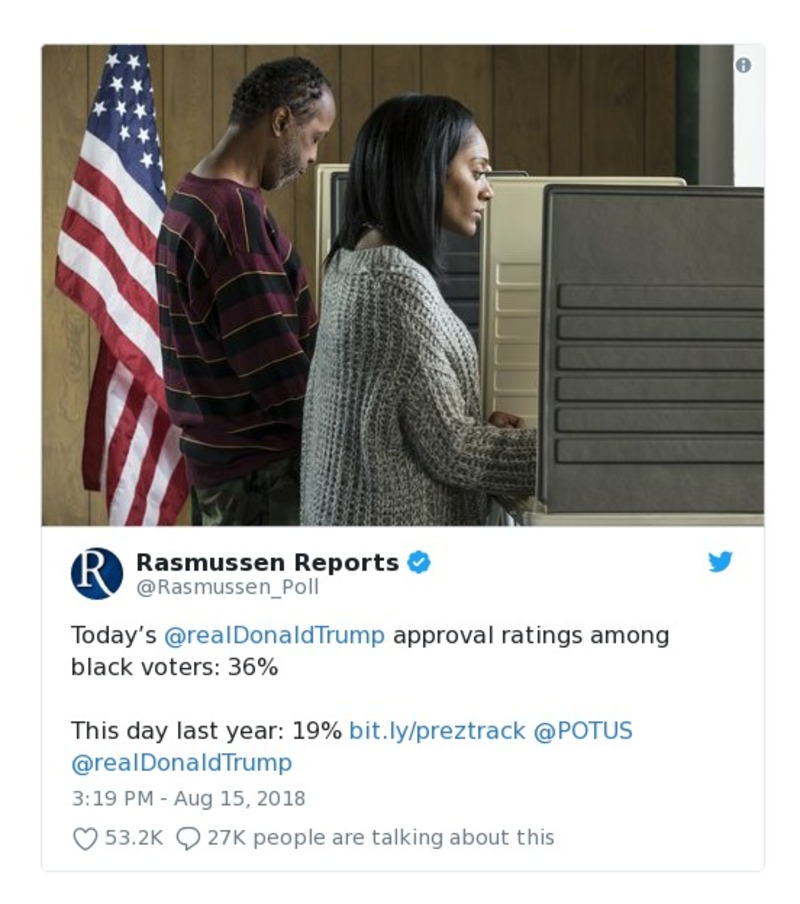 Rasmussen Reports
@Rasmussen_Poll
Today’s @realDonaldTrump approval ratings among
black voters: 36%
This day last year: 19% bit.ly/preztrack @POTUS
@realDonaldTrump
3:19 PM - Aug 15, 2018
53.2K 27K people are talking about this